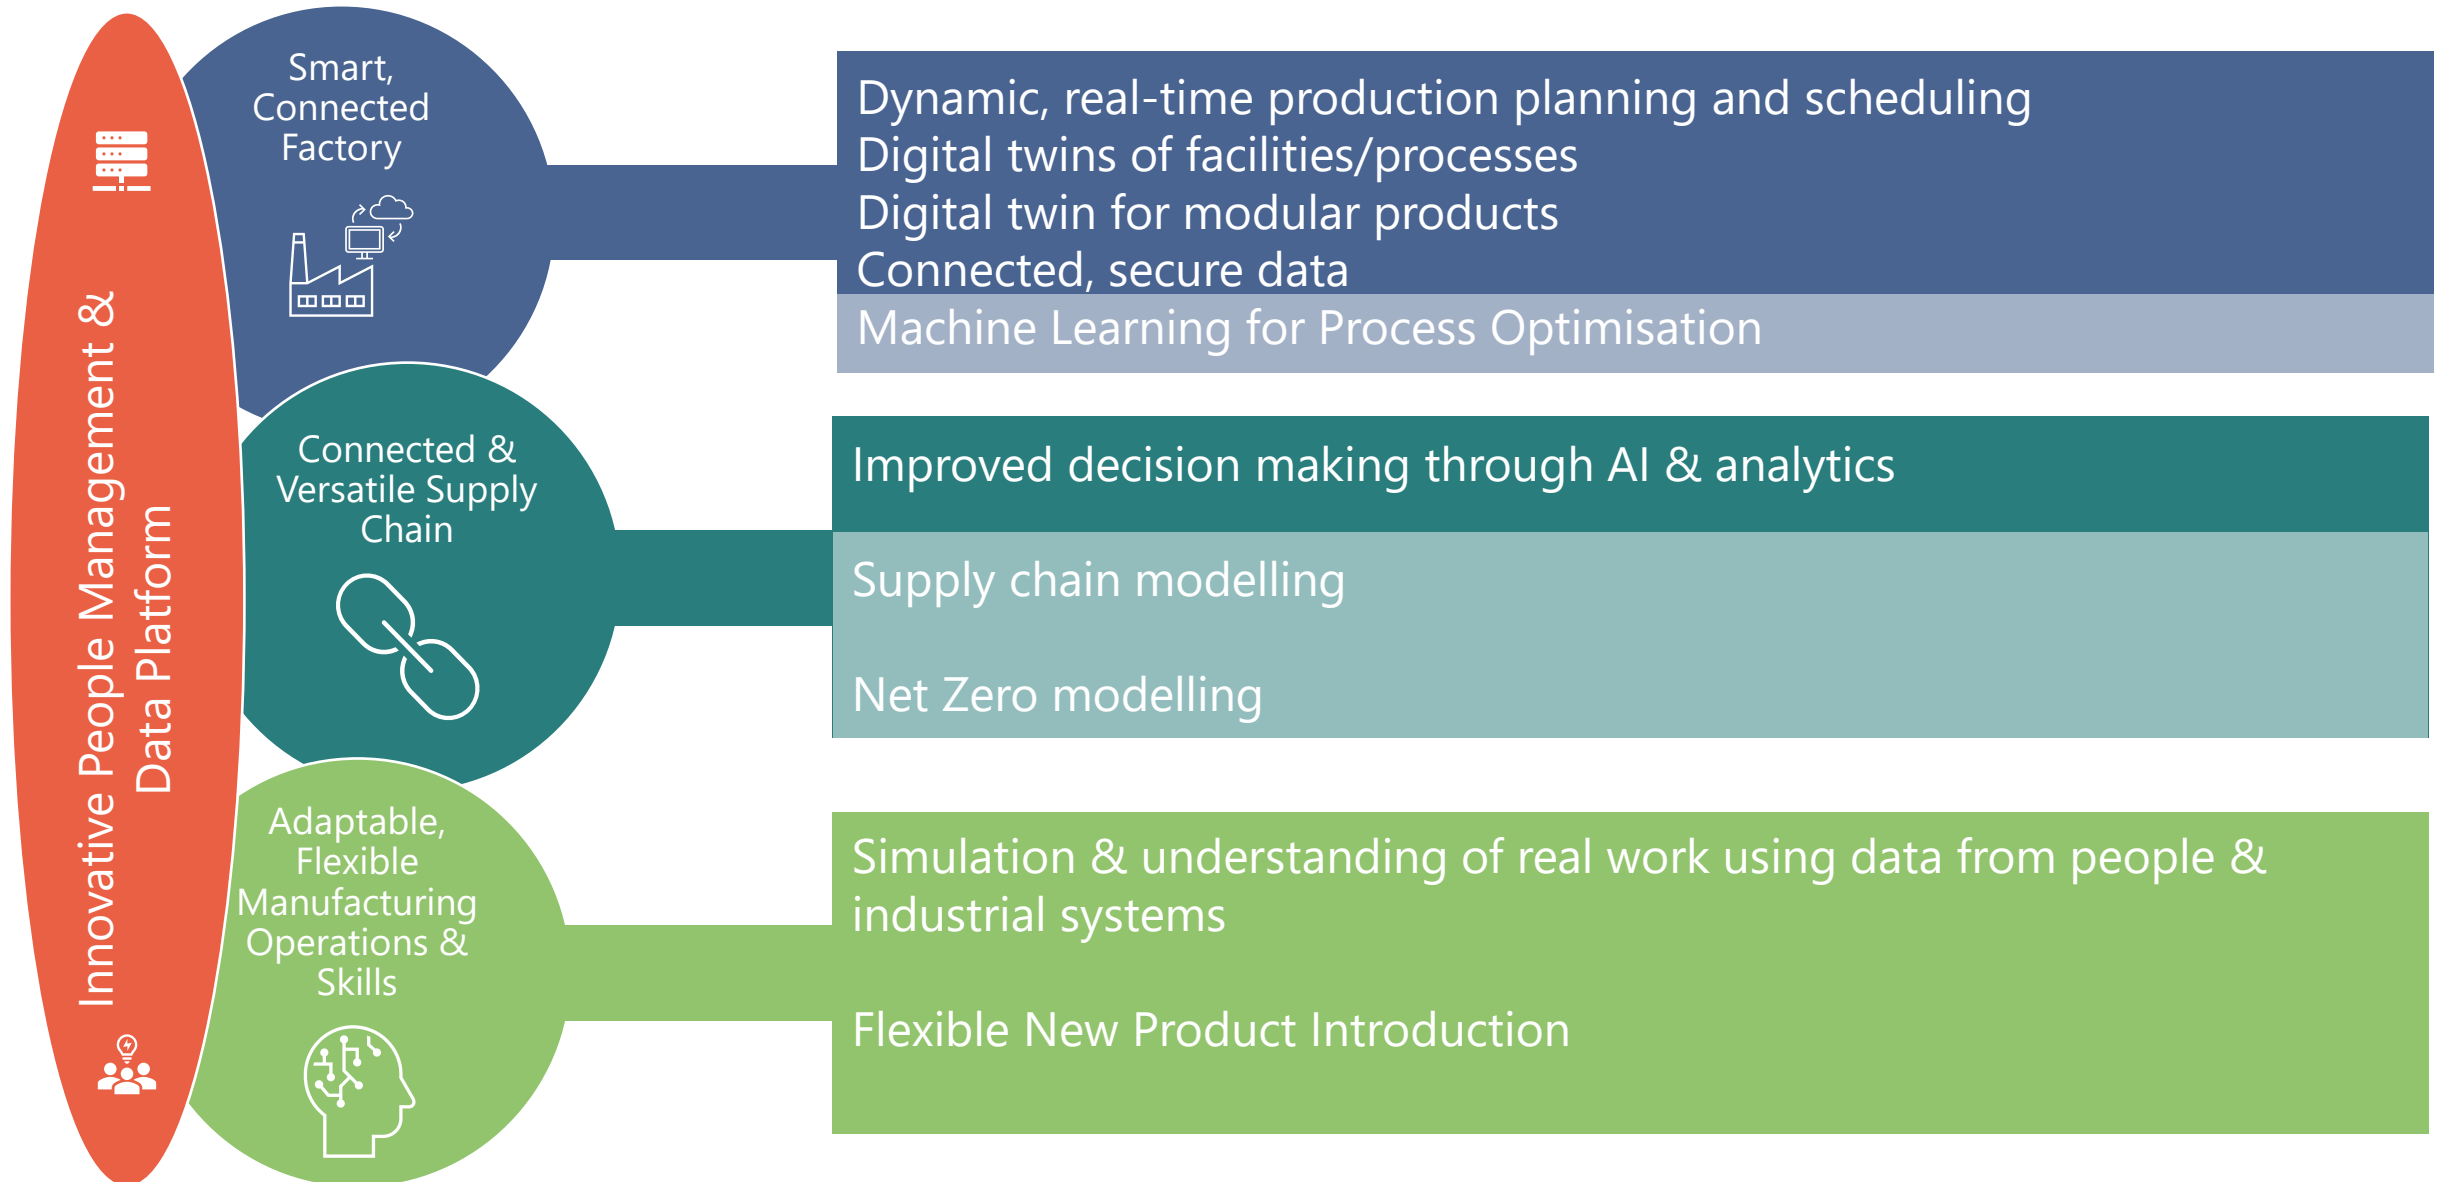 Innovative People Management &
Data Platform
Smart,
Connected
Factory
Dynamic, real-time production planning and scheduling
Digital twins of facilities/processes
Digital twin for modular products
Connected, secure data
Machine Learning for Process Optimisation
Connected &
Versatile Supply
Chain
Improved decision making through AI & analytics
Supply chain modelling
Net Zero modelling
Adaptable,
Flexible
Manufacturing
Operations &
Skills
Simulation & understanding of real work using data from people &
industrial systems
Flexible New Product Introduction